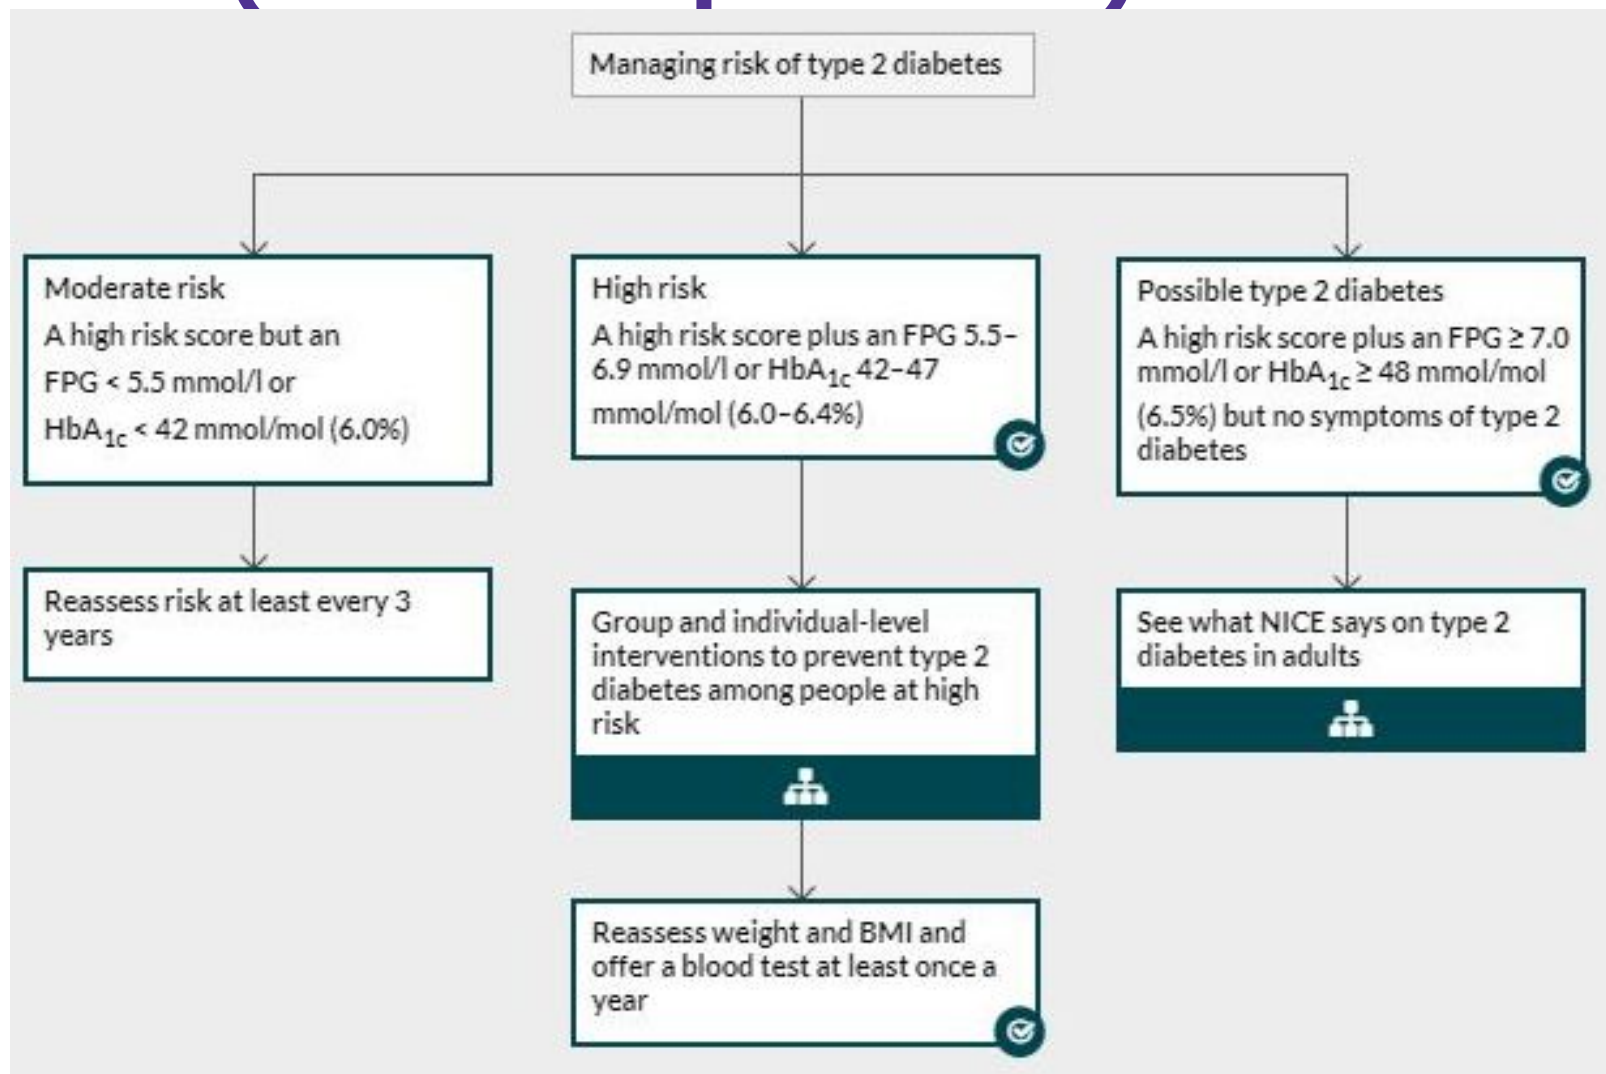 Managing risk of type 2 diabetes
Moderate risk
A high risk score but an
FPG < 5.5 mmol/l or
HbA1c < 42 mmol/mol (6.0%)
Reassess risk at least every 3
years
High risk
A high risk score plus an FPG 5.5–
6.9 mmol/l or HbA1c 42–47
mmol/mol (6.0–6.4%)
Group and individual-level
interventions to prevent type 2
diabetes among people at high
risk
Reassess weight and BMI and
offer a blood test at least once a
year
Possible type 2 diabetes
A high risk score plus an FPG ≥ 7.0
mmol/l or HbA1c ≥ 48 mmol/mol
(6.5%) but no symptoms of type 2
diabetes
See what NICE says on type 2
diabetes in adults